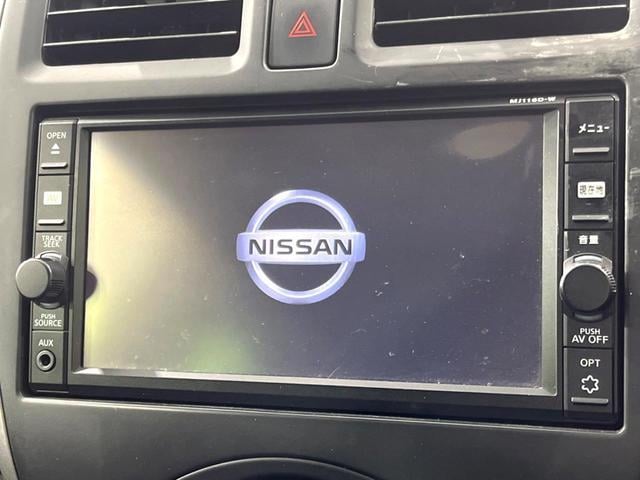 MJ116D-W
OPEN
TRACK
SEEK
PUSH
SOURCE
AUX
NISSAN
メニュー
現在地
音量
PUSH
AV OFF
OPT